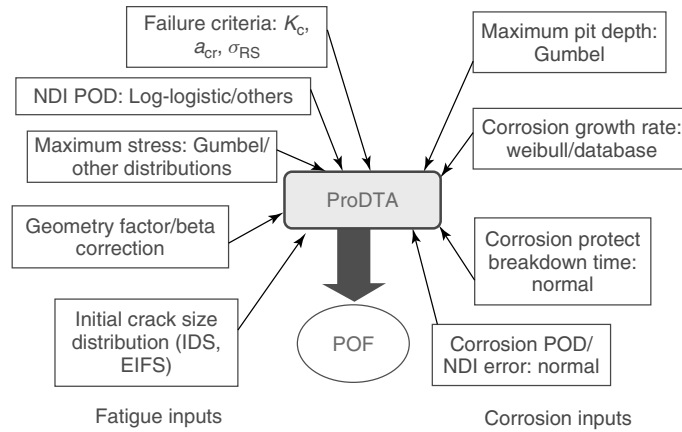 Failure criteria: Kc,
acr, σRS
NDI POD: Log-logistic/others
Maximum stress: Gumbel/
other distributions
Geometry factor/beta
correction
Initial crack size
distribution (IDS,
EIFS)
Fatigue inputs
ProDTA
POF
Maximum pit depth:
Gumbel
Corrosion growth rate:
weibull/database
Corrosion protect
breakdown time:
normal
Corrosion POD/
NDI error: normal
Corrosion inputs